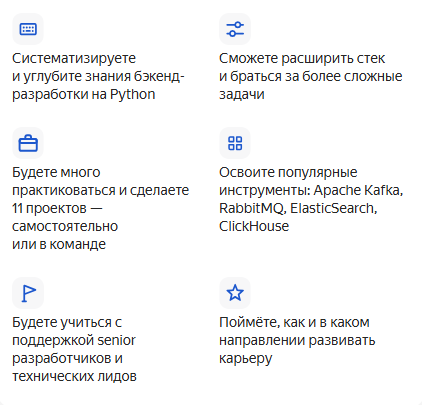 Систематизируете
и углубите знания бэкенд-
разработки на Python
Сможете расширить стек
и браться за более сложные
задачи
Будете много
практиковаться и сделаете
11 проектов —
самостоятельно
или в команде
Освоите популярные
инструменты: Apache Kafka,
RabbitMQ, ElasticSearch,
ClickHouse
Будете учиться с
поддержкой senior
разработчиков и
технических лидов
Поймёте, как и в каком
направлении развивать
карьеру